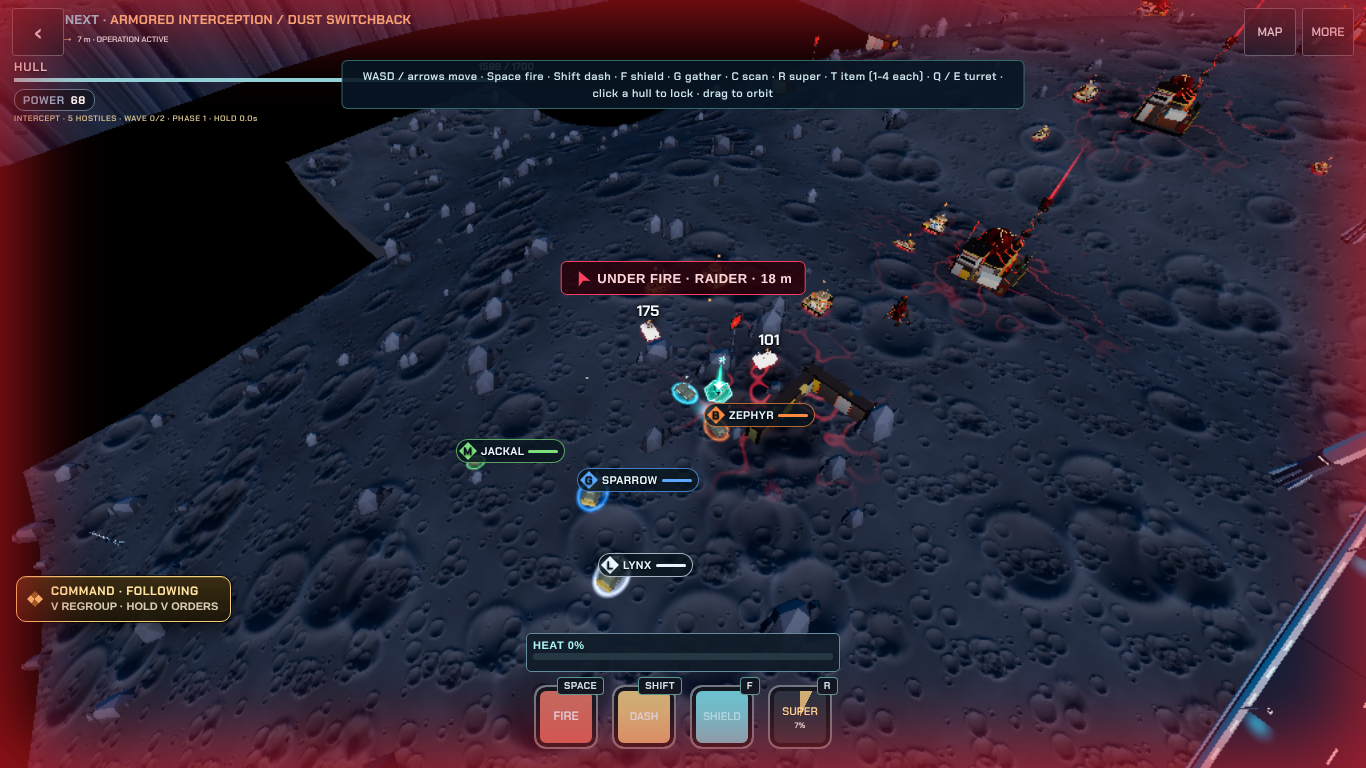 NEXT · ARMORED INTERCEPTION / DUST SWITCHBACK
→ 7 m · OPERATION ACTIVE
MAP
MORE
HULL
1598 / 1700
WASD / arrows move · Space fire · Shift dash · F shield · G gather · C scan · R super · T item (1-4 each) · Q / E turret ·
click a hull to lock · drag to orbit
POWER 68
INTERCEPT · 5 HOSTILES · WAVE 0/2 · PHASE 1 · HOLD 0.0s
UNDER FIRE · RAIDER · 18 m
175
101
B ZEPHYR
M JACKAL
G SPARROW
L LYNX
COMMAND · FOLLOWING
V REGROUP · HOLD V ORDERS
HEAT 0%
SPACE
SHIFT
F
R
FIRE
DASH
SHIELD
SUPER
7%